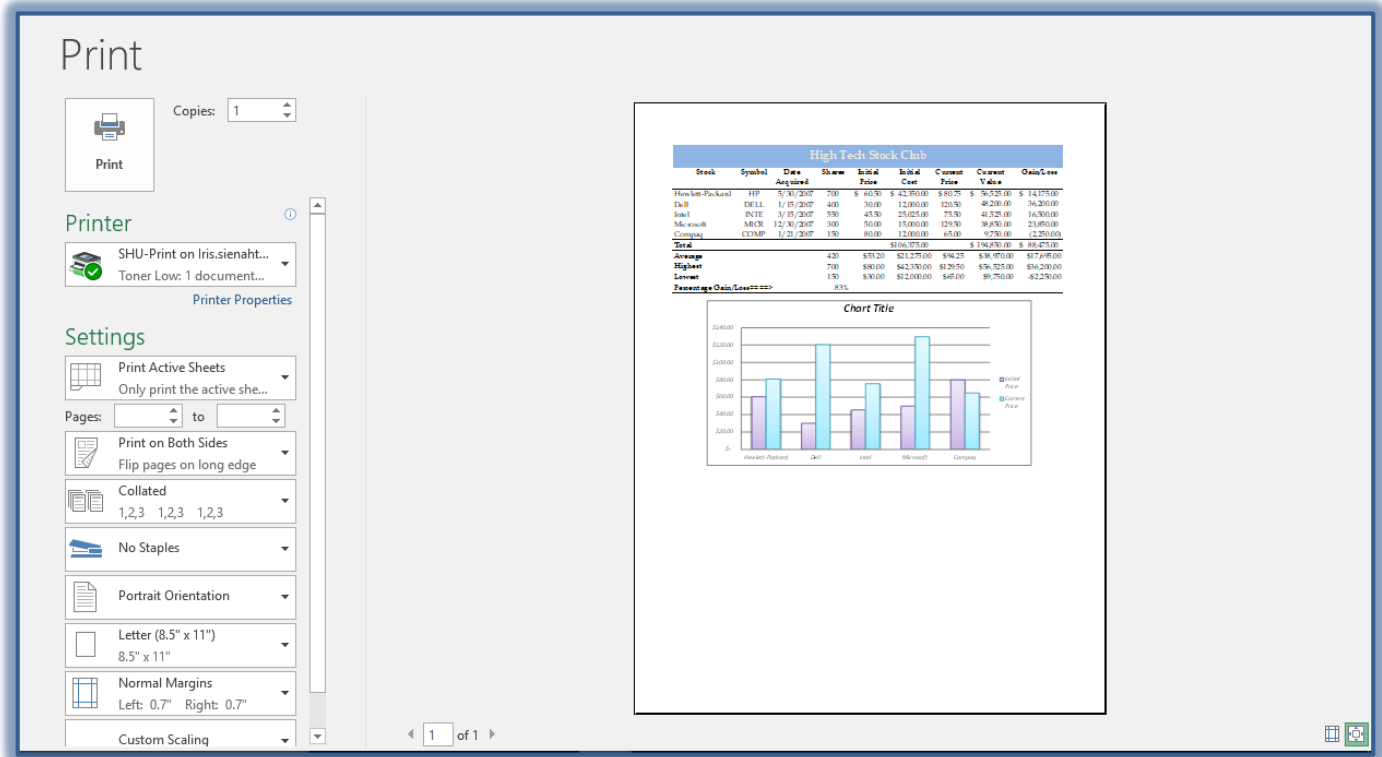 Print
Copies: 1
Print
Printer
SHU-Print on Iris.sienaht...
Toner Low: 1 document...
Printer Properties
Settings
Print Active Sheets
Only print the active she...
Pages: to
Print on Both Sides
Flip pages on long edge
Collated
1,2,3 1,2,3 1,2,3
No Staples
Portrait Orientation
Letter (8.5" x 11")
8.5" x 11"
Normal Margins
Left: 0.7" Right: 0.7"
Custom Scaling
1 of 1
High Tech Stock Club
Stock Symbol Date Acquired Shares Initial Price Initial Cost Current Price Current Value Gain/Loss
Hewlett-Packard HP 5/30/2007 700 $ 60.50 $ 42,350.00 $ 80.75 $ 56,525.00 $ 14,175.00
Dell DELL 1/15/2007 400 30.00 12,000.00 120.50 48,200.00 36,200.00
Intel INTE 3/15/2007 550 45.50 25,025.00 75.50 41,525.00 16,500.00
Microsoft MICR 12/30/2007 300 50.00 15,000.00 129.50 38,850.00 23,850.00
Compaq COMP 1/21/2007 150 80.00 12,000.00 65.00 9,750.00 (2,250.00)
Total $106,375.00 $ 194,850.00 $ 88,475.00
Average 420 $53.20 $21,275.00 $94.25 $38,970.00 $17,695.00
Highest 700 $80.00 $42,350.00 $129.50 $56,525.00 $36,200.00
Lowest 150 $30.00 $12,000.00 $65.00 $9,750.00 -$2,250.00
Percentage Gain/Loss====> 83%
Chart Title
$140.00
$120.00
$100.00
$80.00
$60.00
$40.00
$20.00
$-
Hewlett-Packard Dell Intel Microsoft Compaq
Initial Price
Current Price